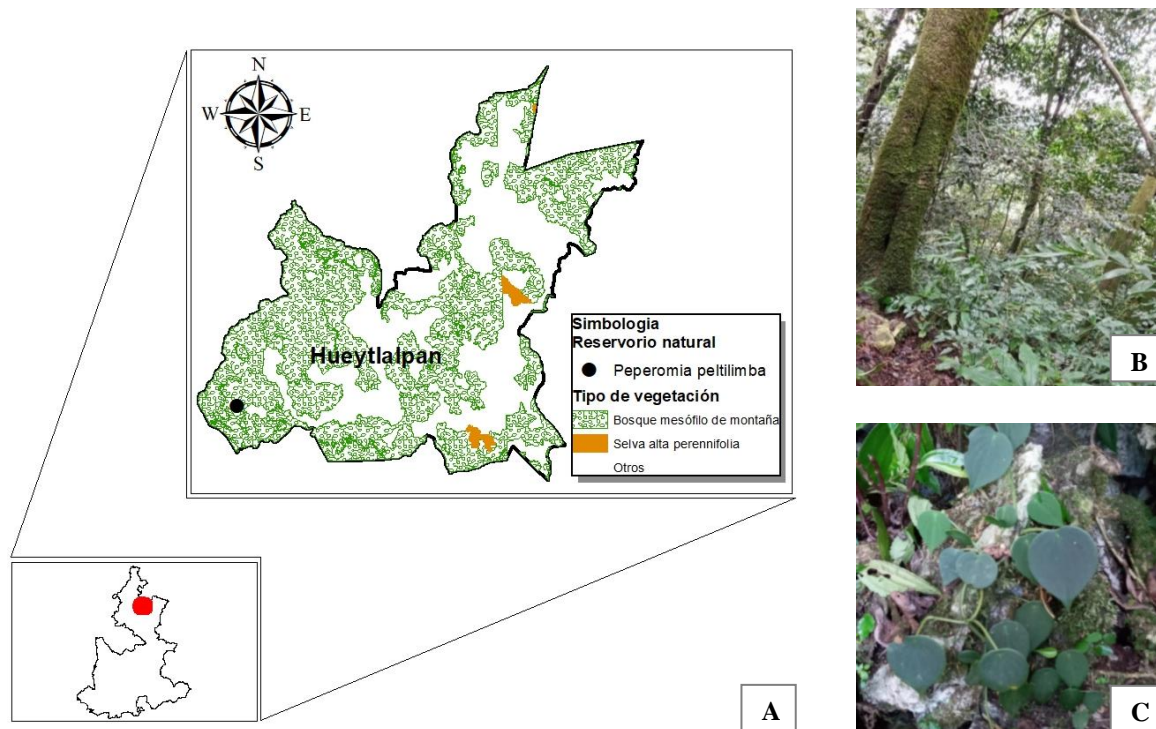 N
W E
S
Hueytlalpan
Simbologia
Reservorio natural
Peperomia peltilimba
Tipo de vegetación
Bosque mesófilo de montaña
Selva alta perennifolia
Otros
A
B
C